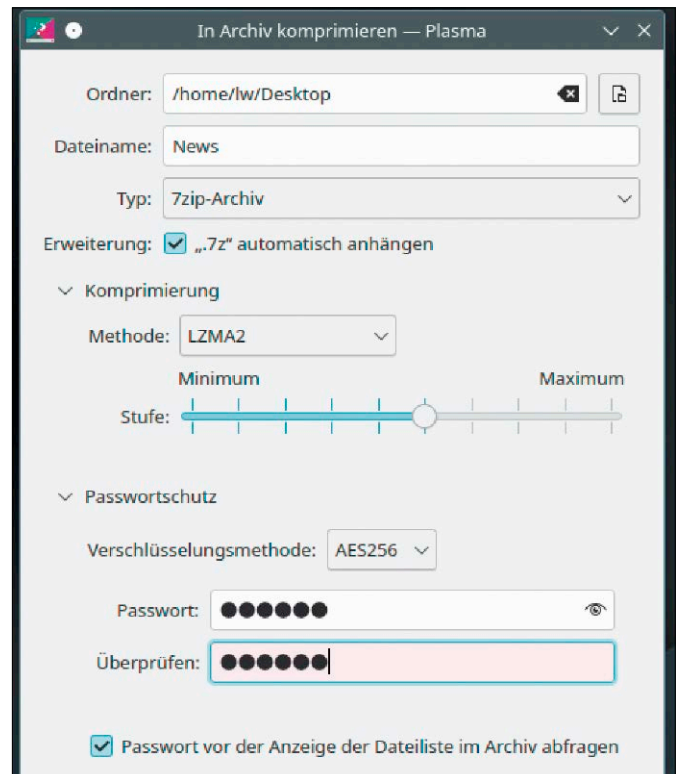 In Archiv komprimieren — Plasma
Ordner: /home/lw/Desktop
Dateiname: News
Typ: 7zip-Archiv
Erweiterung: „.7z“ automatisch anhängen
Komprimierung
Methode: LZMA2
Minimum Maximum
Stufe:
Passwortschutz
Verschlüsselungsmethode: AES256
Passwort: ●●●●●●
Überprüfen: ●●●●●●
Passwort vor der Anzeige der Dateiliste im Archiv abfragen